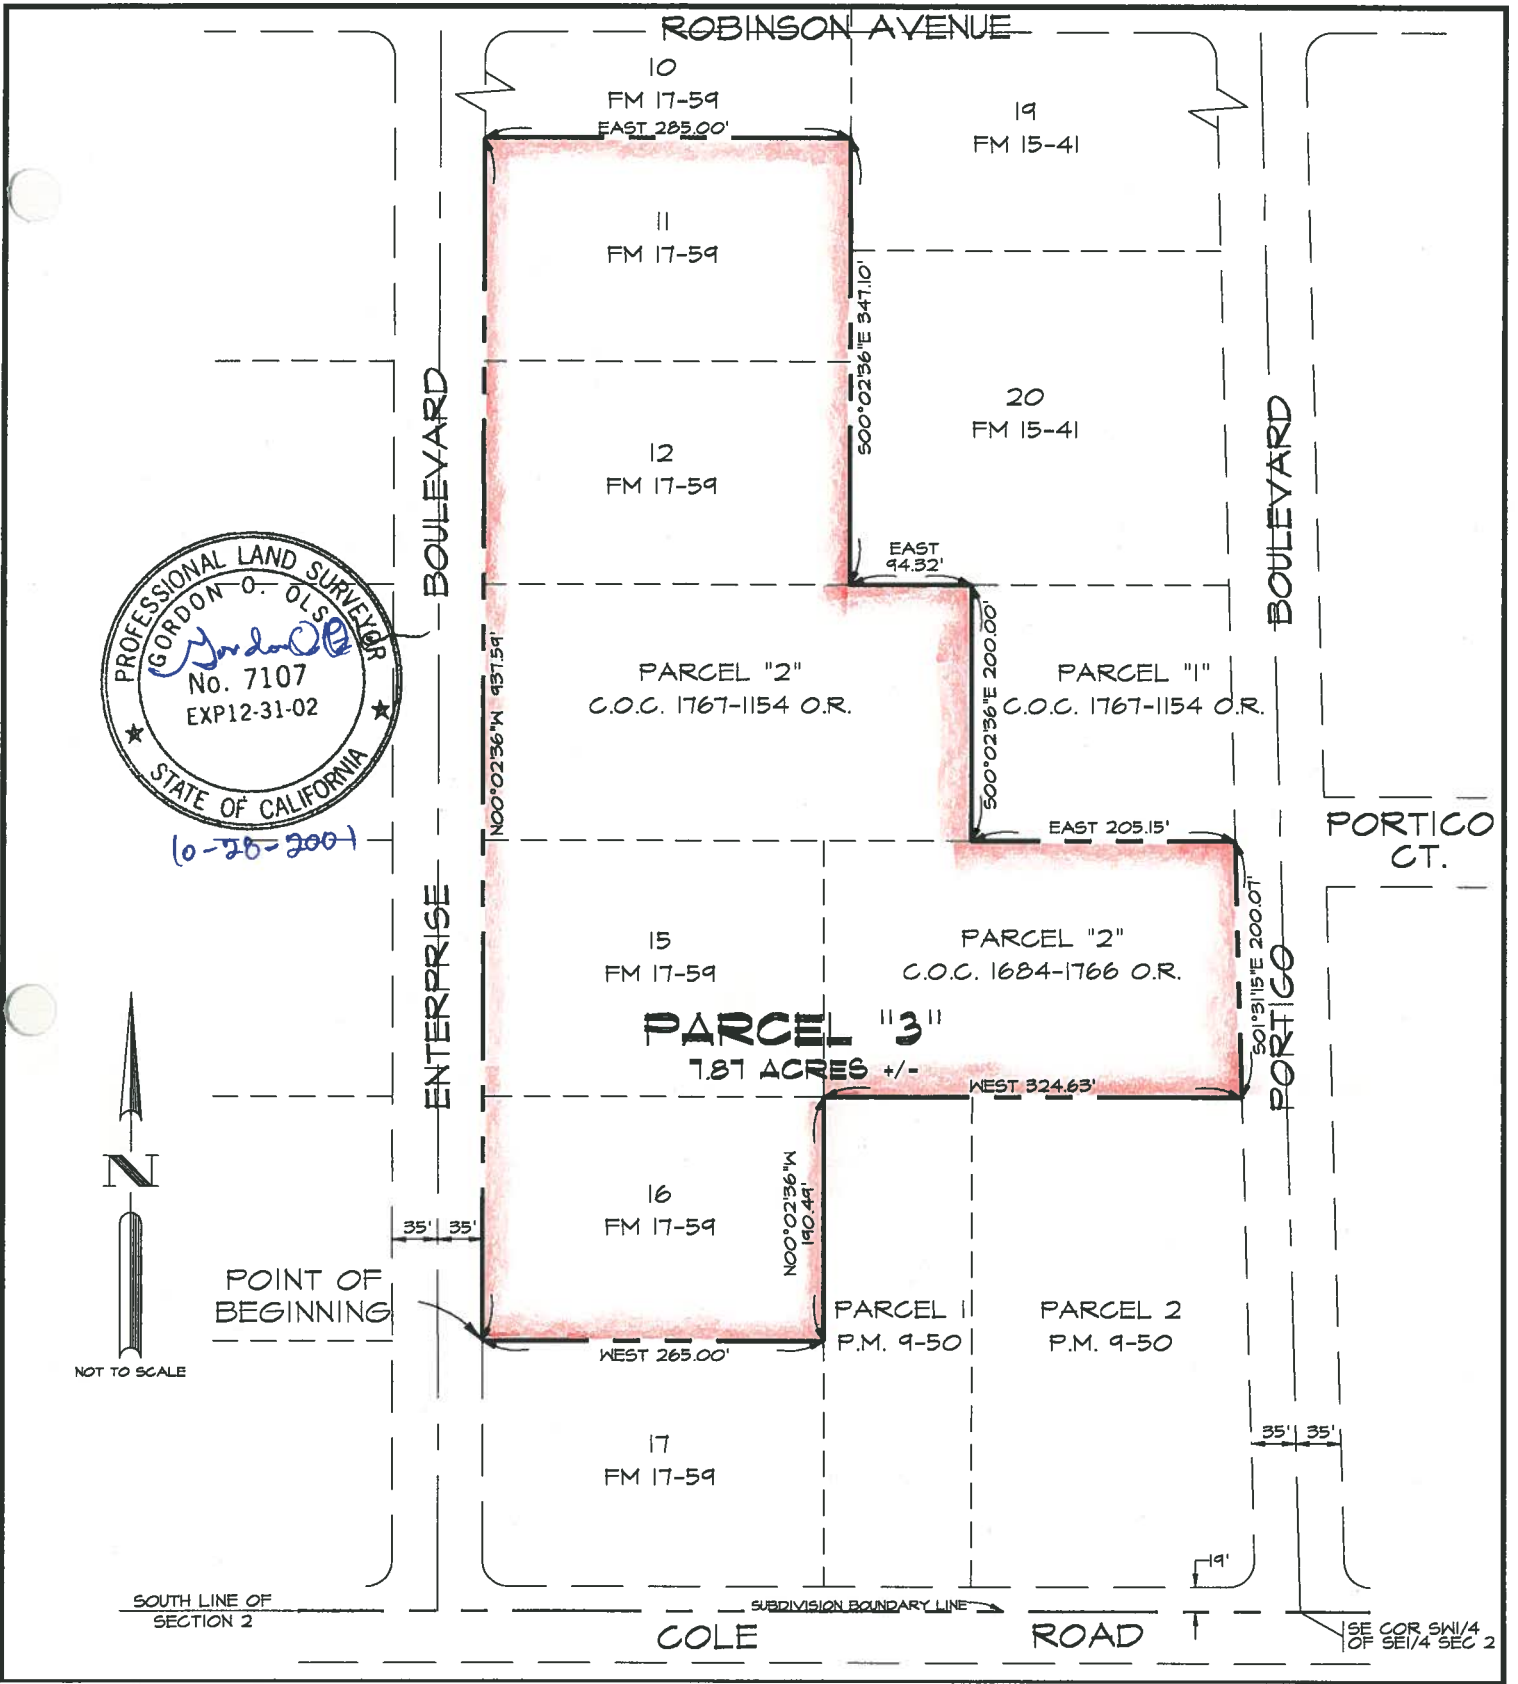 ROBINSON AVENUE
10
FM 17-59
EAST 285.00'
19
FM 15-41
11
FM 17-59
S00°02'36"E 347.10'
20
FM 15-41
12
FM 17-59
BOULEVARD
BOULEVARD
EAST
94.32'
PROFESSIONAL LAND SURVEYOR
GORDON O. OLS
No. 7107
EXP 12-31-02
STATE OF CALIFORNIA
10-28-2001
N00°02'36"W 937.59'
PARCEL "2"
C.O.C. 1767-1154 O.R.
S00°02'36"E 200.00'
PARCEL "1"
C.O.C. 1767-1154 O.R.
EAST 205.15'
PORTICO
CT.
ENTERPRISE
15
FM 17-59
PARCEL "2"
C.O.C. 1684-1766 O.R.
S01°31'15"E 200.07'
PORTICO
PARCEL "3"
7.87 ACRES +/-
WEST 324.63'
N
NOT TO SCALE
16
FM 17-59
N00°02'36"W
190.49'
35' 35'
POINT OF
BEGINNING
WEST 265.00'
PARCEL 1
P.M. 9-50
PARCEL 2
P.M. 9-50
17
FM 17-59
35' 35'
19'
SOUTH LINE OF
SECTION 2
SUBDIVISION BOUNDARY LINE
COLE ROAD
SE COR SW1/4
OF SE1/4 SEC 2